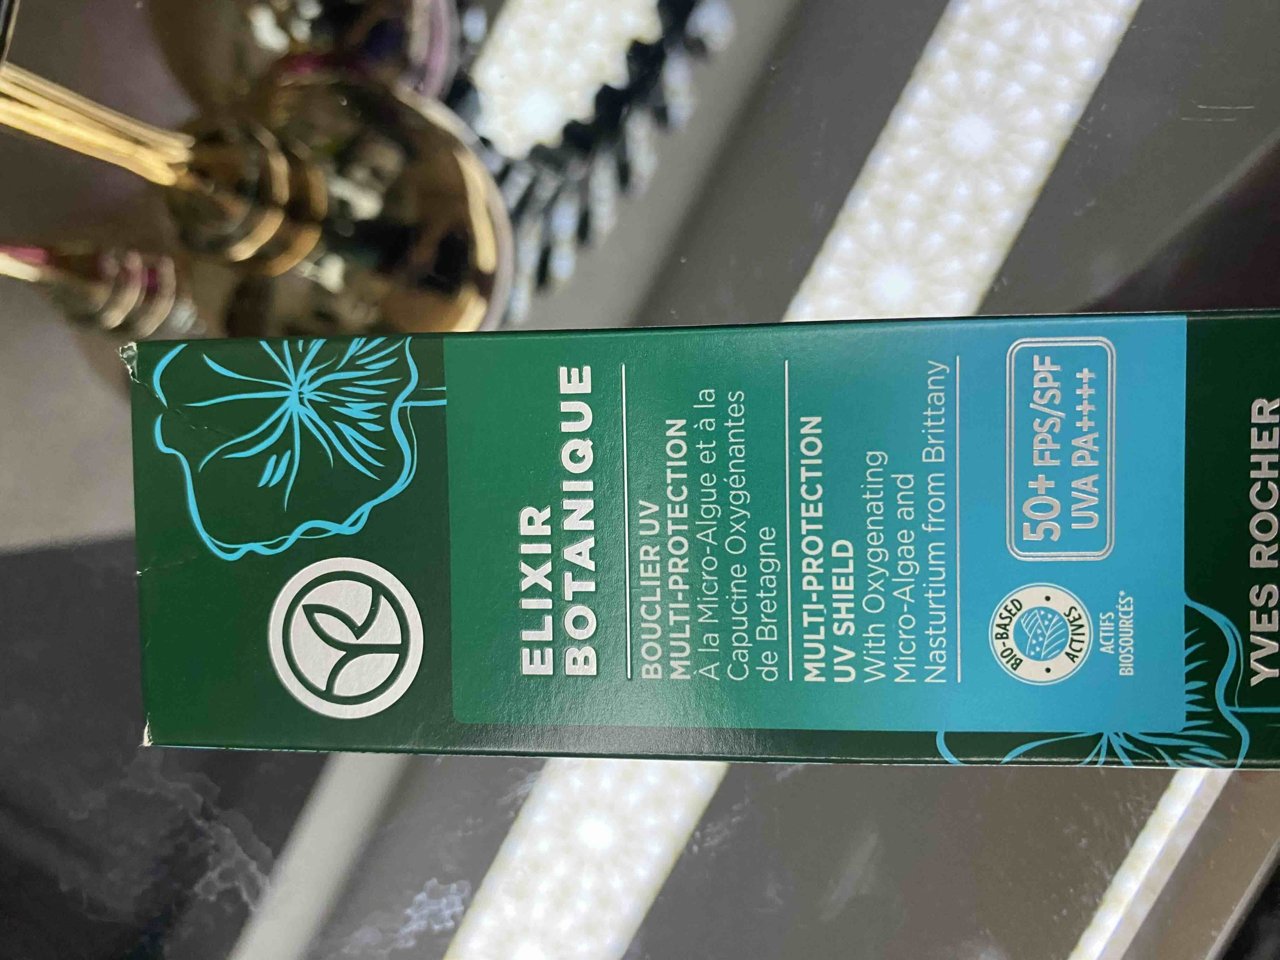 ELIXIR
BOTANIQUE
BOUCLIER UV
MULTI-PROTECTION
À la Micro-Algue et à la
Capucine Oxygénantes
de Bretagne
MULTI-PROTECTION
UV SHIELD
With Oxygenating
Micro-Algae and
Nasturtium from Brittany
BIO-BASED
ACTIVES
ACTIFS
BIOSOURCÉS*
50+ FPS/SPF
UVA PA++++
YVES ROCHER